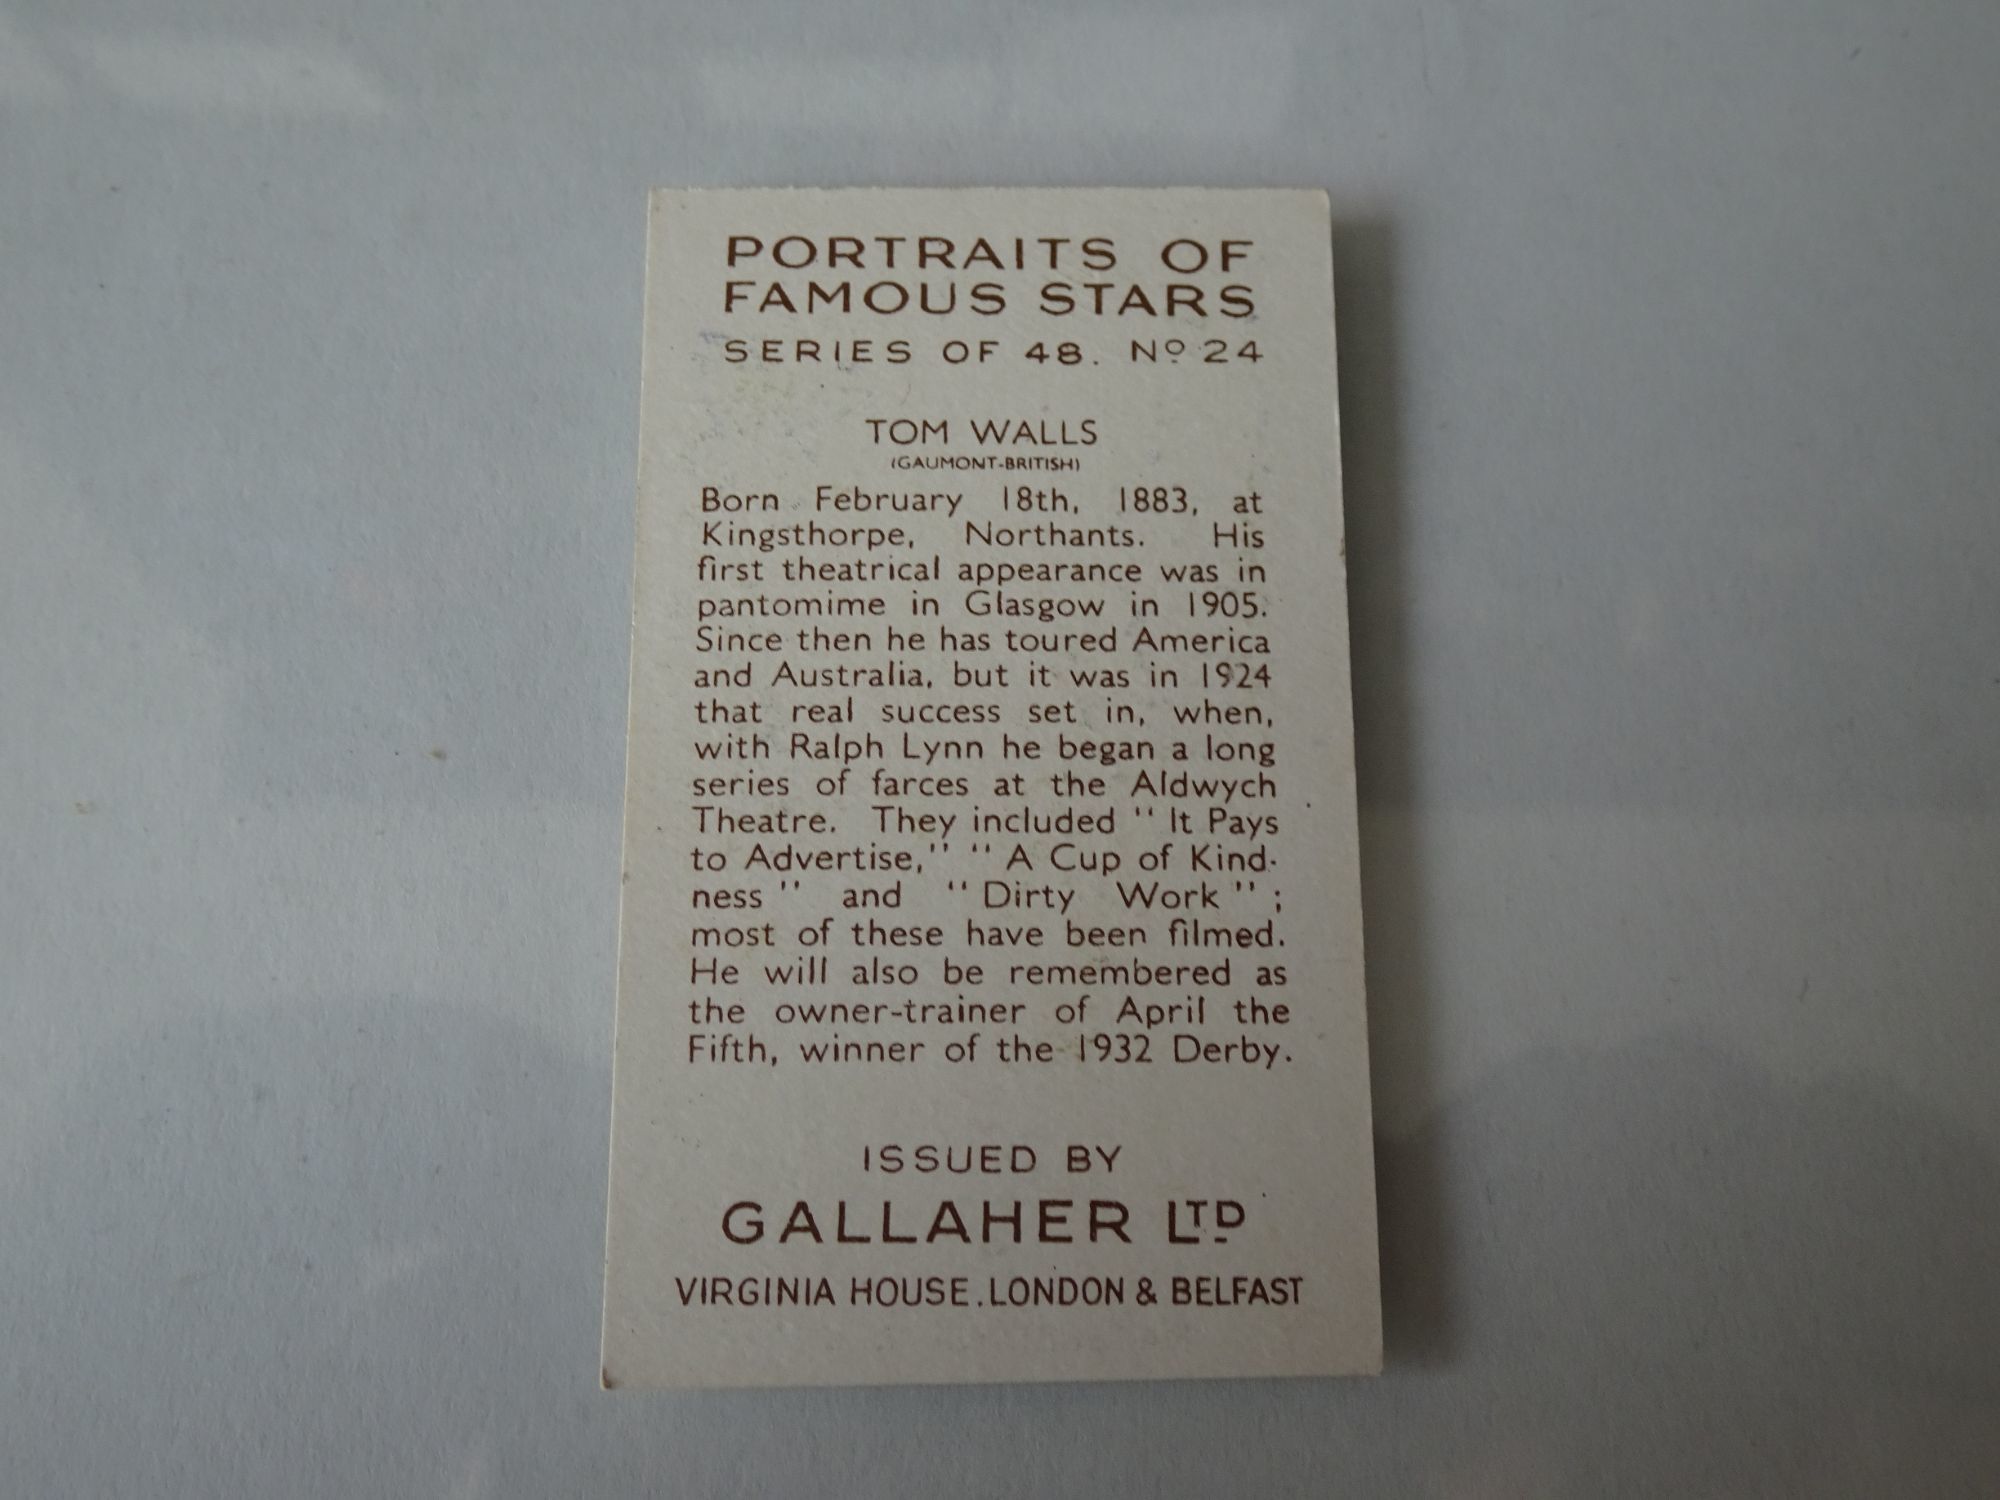 PORTRAITS OF
FAMOUS STARS
SERIES OF 48. Nº 24
TOM WALLS
(GAUMONT-BRITISH)
Born February 18th, 1883, at
Kingsthorpe, Northants. His
first theatrical appearance was in
pantomime in Glasgow in 1905.
Since then he has toured America
and Australia, but it was in 1924
that real success set in, when,
with Ralph Lynn he began a long
series of farces at the Aldwych
Theatre. They included " It Pays
to Advertise," " A Cup of Kind-
ness " and " Dirty Work " ;
most of these have been filmed.
He will also be remembered as
the owner-trainer of April the
Fifth, winner of the 1932 Derby.
ISSUED BY
GALLAHER LTD
VIRGINIA HOUSE. LONDON & BELFAST